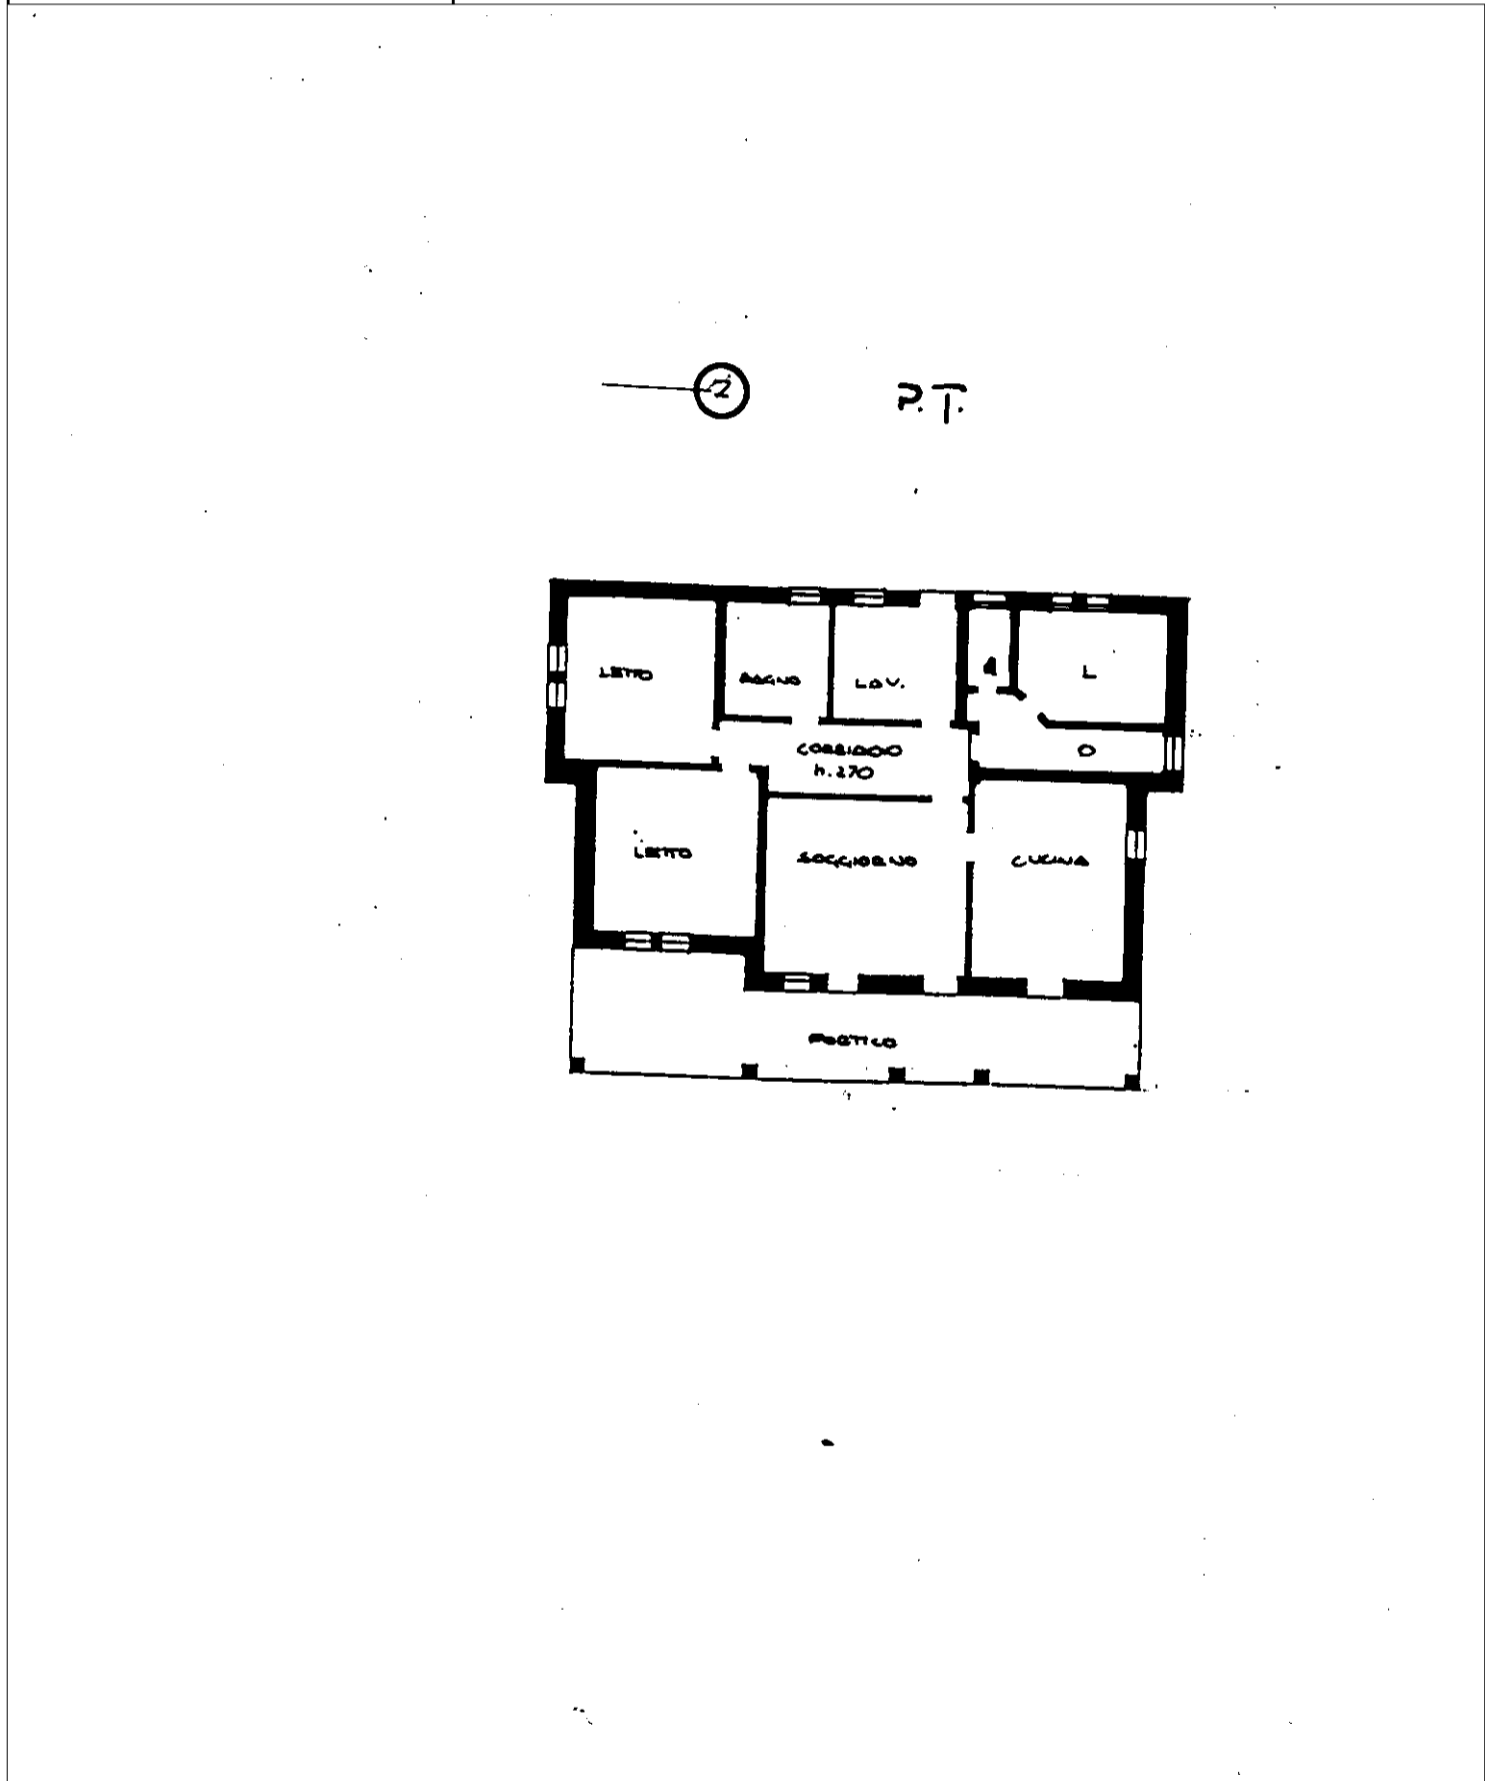 2
P.T.
LETTO
BAGNO
LAV.
L
CORRIDOIO
h.270
D
LETTO
SOGGIORNO
CUCINA
PORTICO